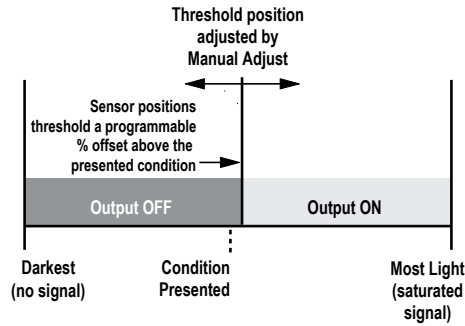 Threshold position
adjusted by
Manual Adjust
Sensor positions
threshold a programmable
% offset above the
presented condition
Output OFF
Output ON
Darkest
(no signal)
Condition
Presented
Most Light
(saturated
signal)